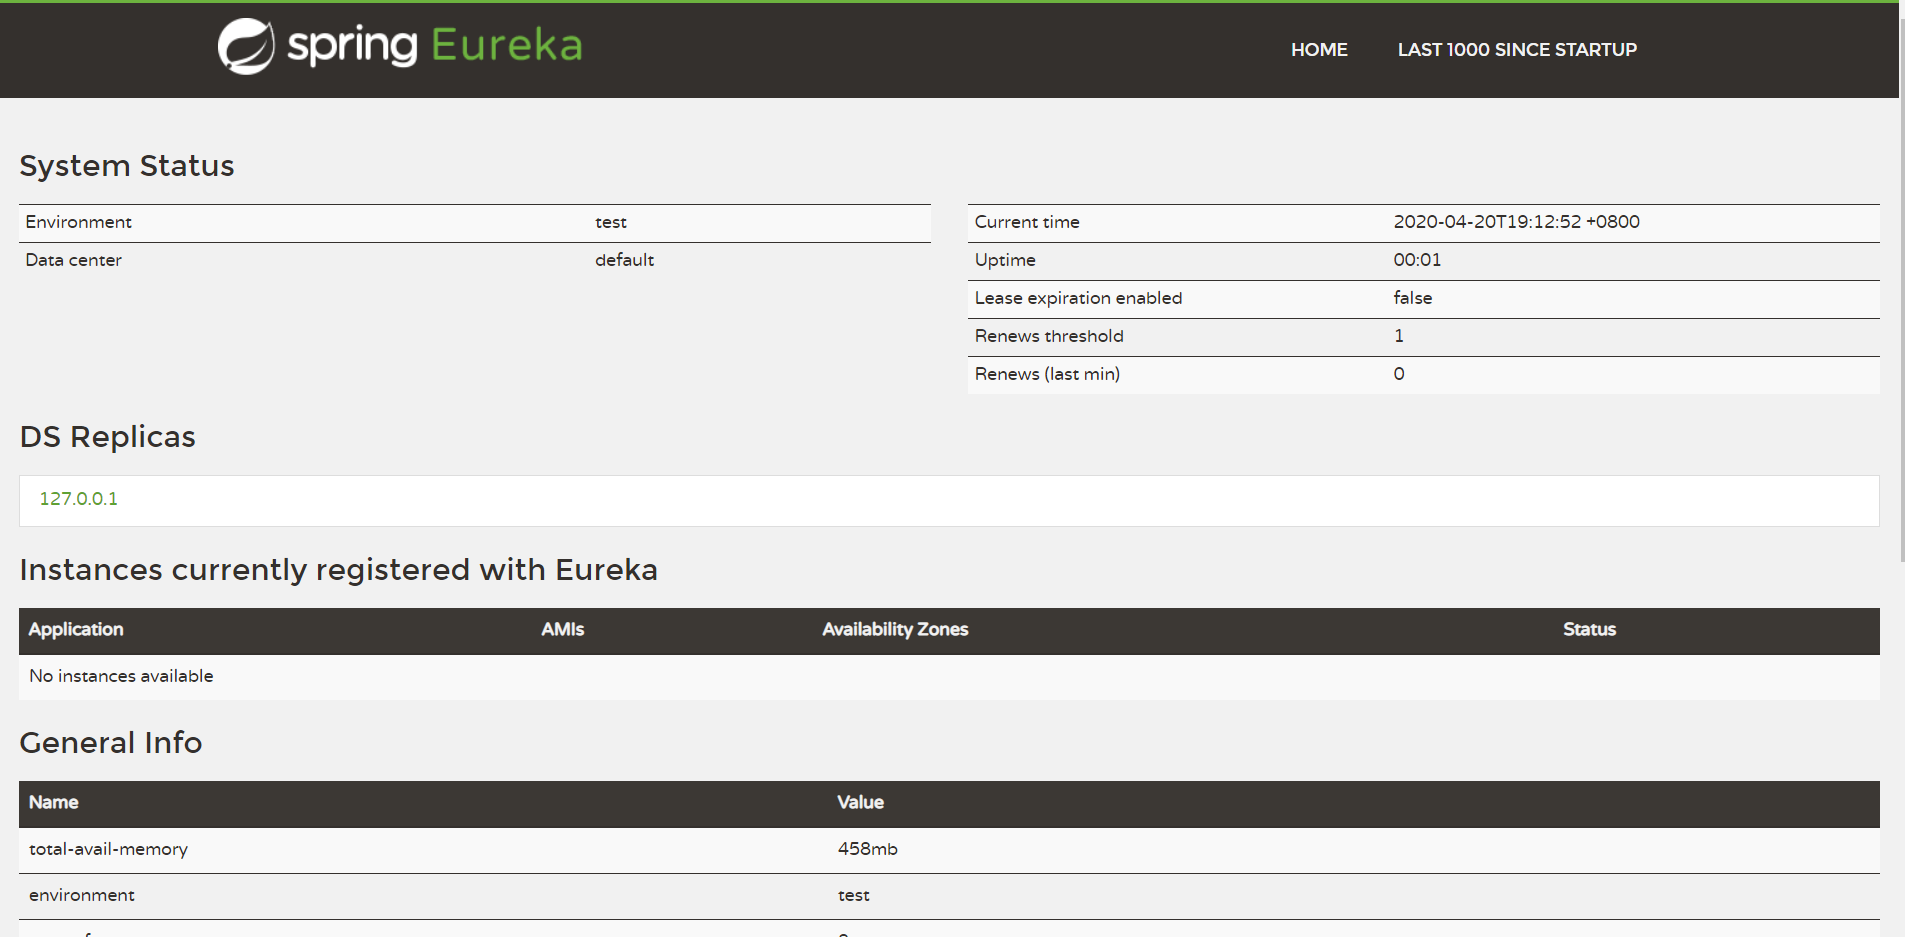 spring Eureka
HOME LAST 1000 SINCE STARTUP
System Status
Environment test
Data center default
Current time 2020-04-20T19:12:52 +0800
Uptime 00:01
Lease expiration enabled false
Renews threshold 1
Renews (last min) 0
DS Replicas
127.0.0.1
Instances currently registered with Eureka
Application AMIs Availability Zones Status
No instances available
General Info
Name Value
total-avail-memory 458mb
environment test